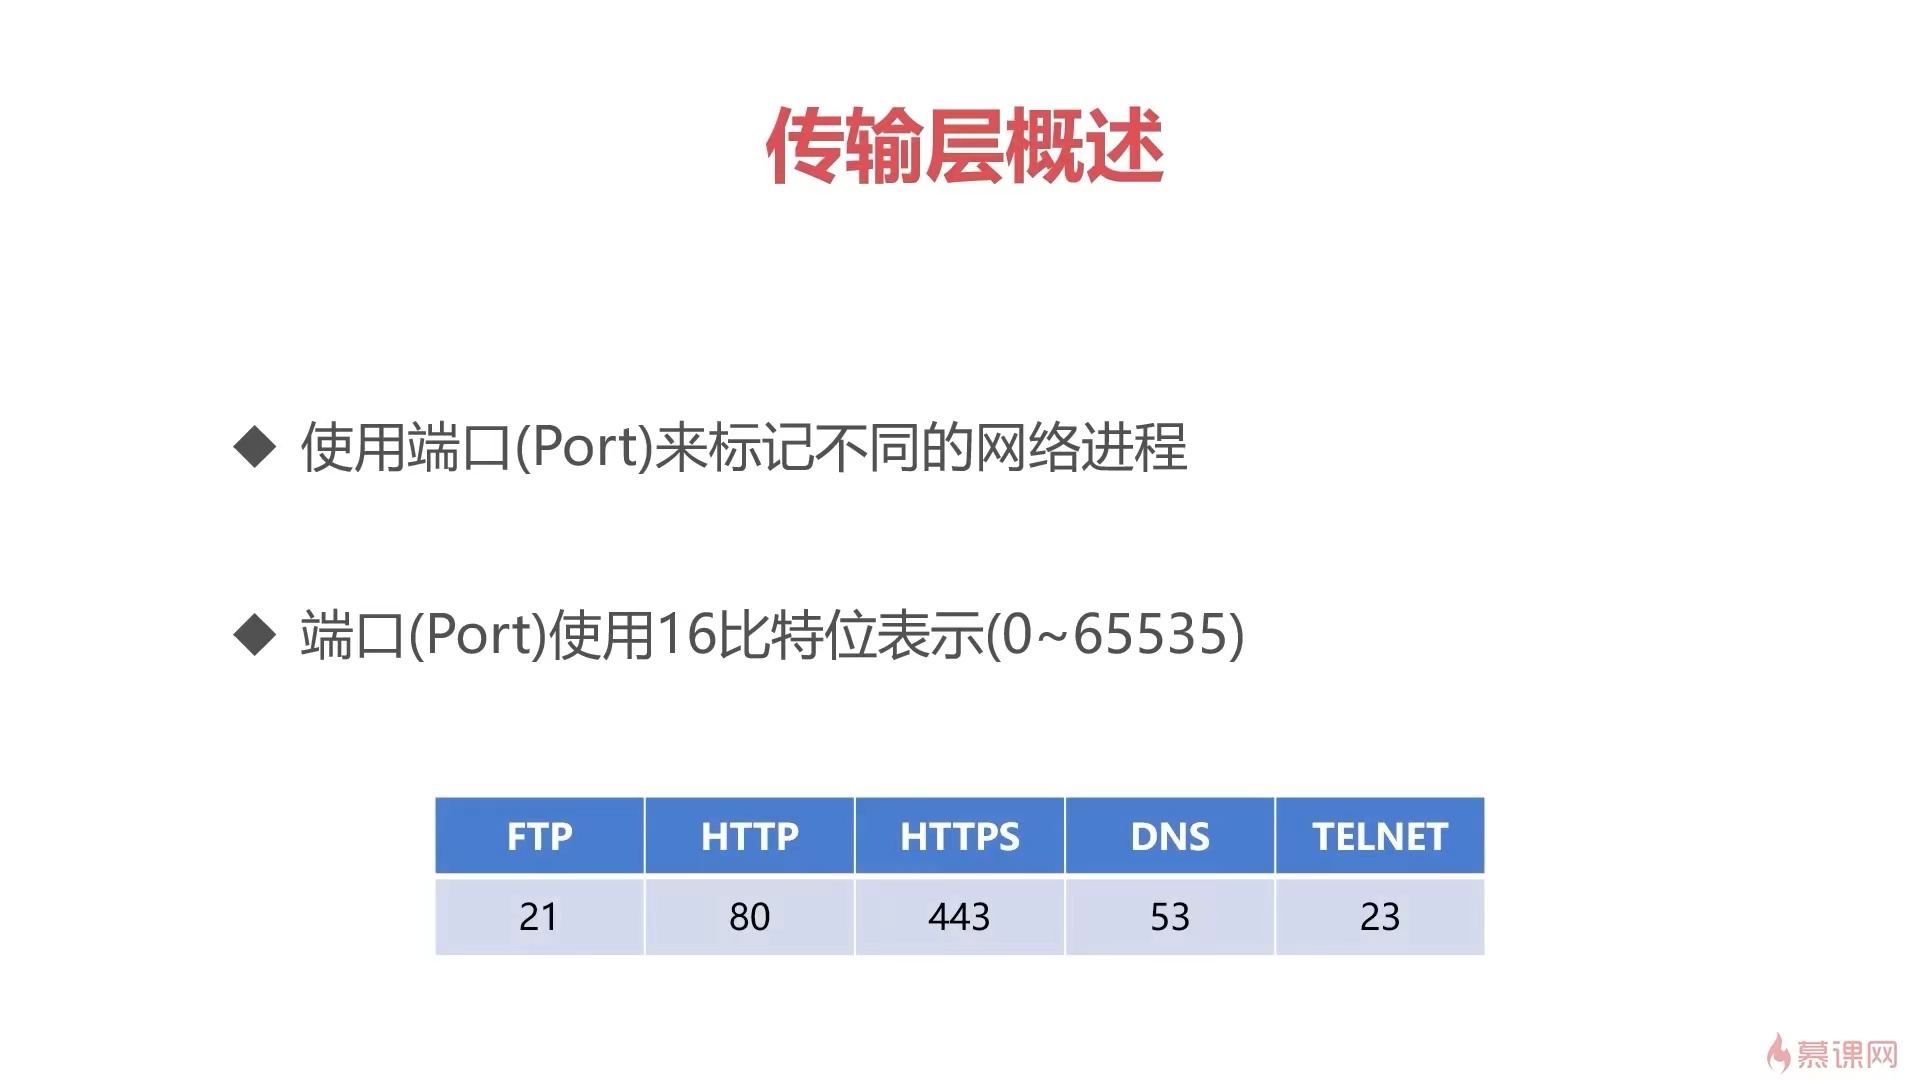 传输层概述
◆ 使用端口(Port)来标记不同的网络进程
◆ 端口(Port)使用16比特位表示(0~65535)
FTP HTTP HTTPS DNS TELNET
21 80 443 53 23
慕课网